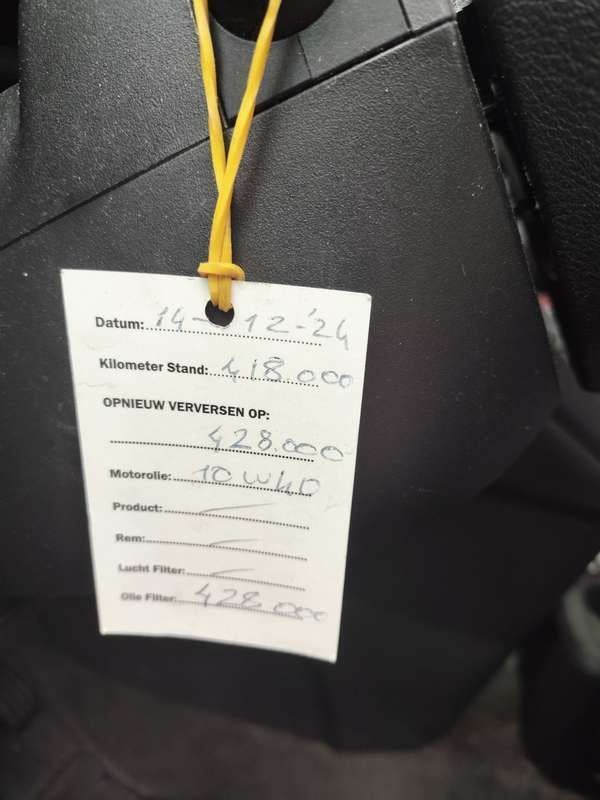 Datum: 14-12-'24
Kilometer Stand: 418.000
OPNIEUW VERVERSEN OP:
428.000
Motorolie: 10W40
Product: —
Rem: —
Lucht Filter: —
Olie Filter: 428.000